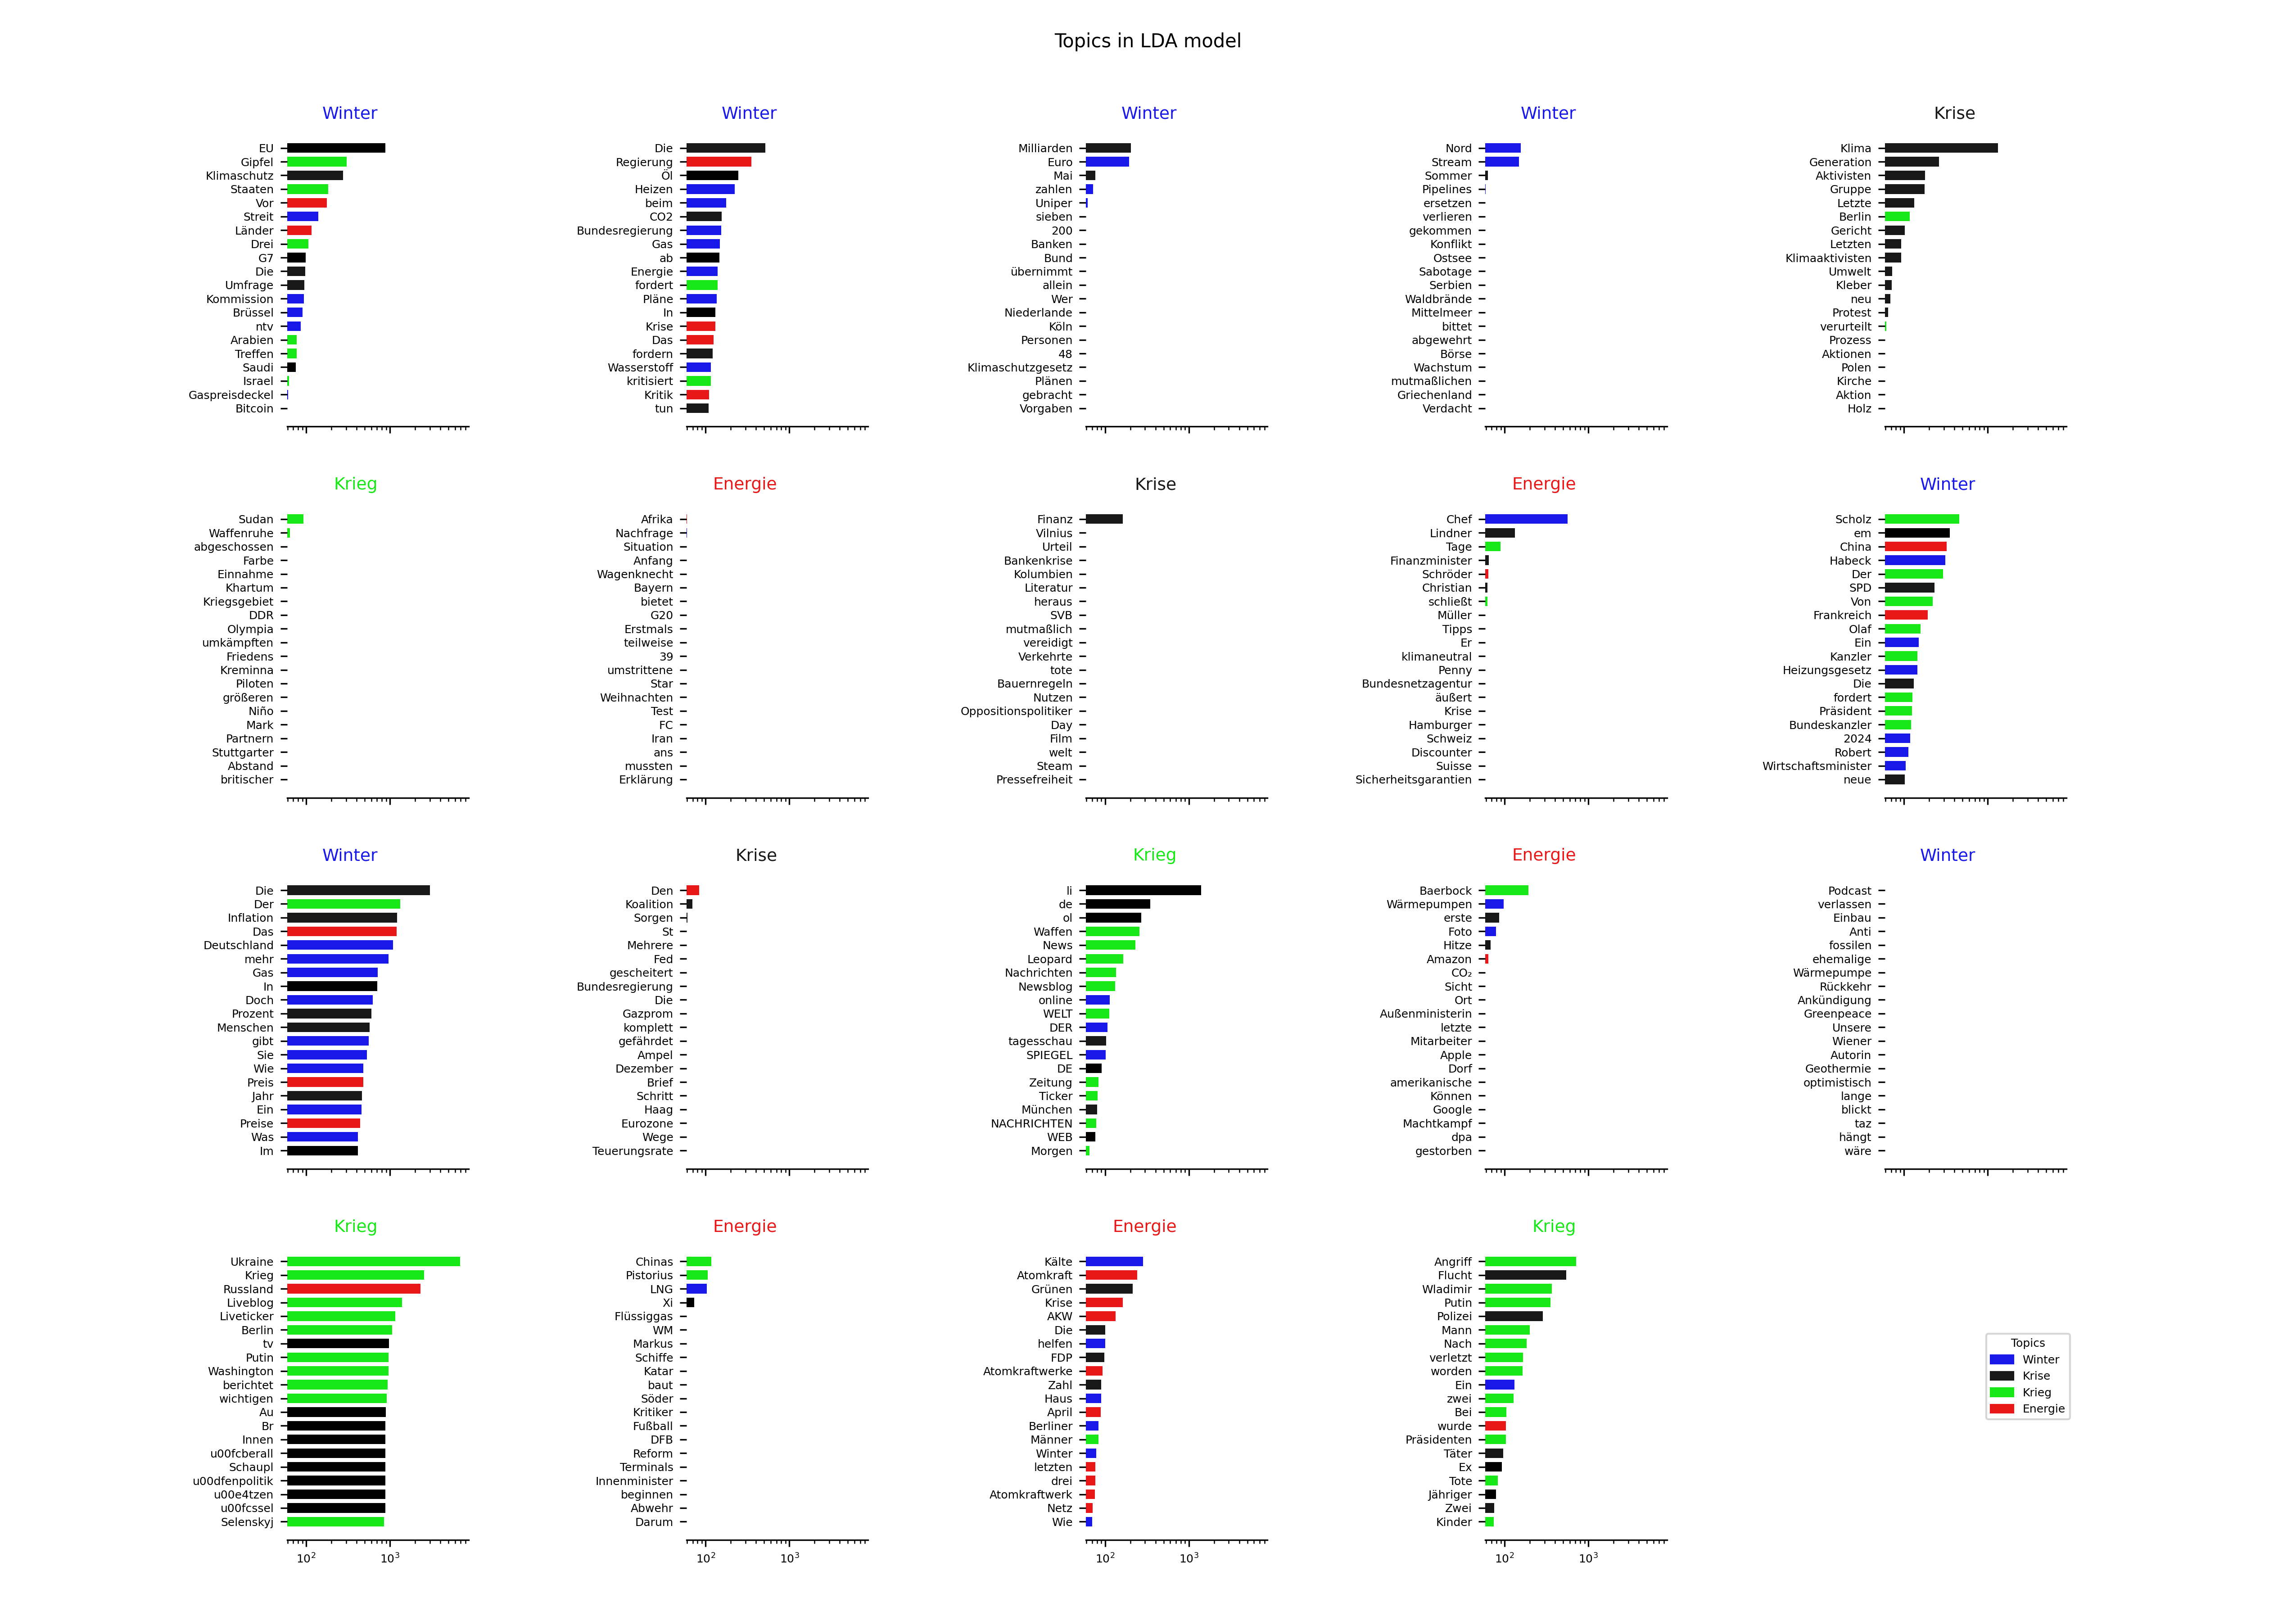 Topics in LDA model
Winter
EU
Gipfel
Klimaschutz
Staaten
Vor
Streit
Länder
Drei
G7
Die
Umfrage
Kommission
Brüssel
ntv
Arabien
Treffen
Saudi
Israel
Gaspreisdeckel
Bitcoin
Winter
Die
Regierung
Öl
Heizen
beim
CO2
Bundesregierung
Gas
ab
Energie
fordert
Pläne
In
Krise
Das
fordern
Wasserstoff
kritisiert
Kritik
tun
Winter
Milliarden
Euro
Mai
zahlen
Uniper
sieben
200
Banken
Bund
übernimmt
allein
Wer
Niederlande
Köln
Personen
48
Klimaschutzgesetz
Plänen
gebracht
Vorgaben
Winter
Nord
Stream
Sommer
Pipelines
ersetzen
verlieren
gekommen
Konflikt
Ostsee
Sabotage
Serbien
Waldbrände
Mittelmeer
bittet
abgewehrt
Börse
Wachstum
mutmaßlichen
Griechenland
Verdacht
Krise
Klima
Generation
Aktivisten
Gruppe
Letzte
Berlin
Gericht
Letzten
Klimaaktivisten
Umwelt
Kleber
neu
Protest
verurteilt
Prozess
Aktionen
Polen
Kirche
Aktion
Holz
Krieg
Sudan
Waffenruhe
abgeschossen
Farbe
Einnahme
Khartum
Kriegsgebiet
DDR
Olympia
umkämpften
Friedens
Kreminna
Piloten
größeren
Niño
Mark
Partnern
Stuttgarter
Abstand
britischer
Energie
Afrika
Nachfrage
Situation
Anfang
Wagenknecht
Bayern
bietet
G20
Erstmals
teilweise
39
umstrittene
Star
Weihnachten
Test
FC
Iran
ans
mussten
Erklärung
Krise
Finanz
Vilnius
Urteil
Bankenkrise
Kolumbien
Literatur
heraus
SVB
mutmaßlich
vereidigt
Verkehrte
tote
Bauernregeln
Nutzen
Oppositionspolitiker
Day
Film
welt
Steam
Pressefreiheit
Energie
Chef
Lindner
Tage
Finanzminister
Schröder
Christian
schließt
Müller
Tipps
Er
klimaneutral
Penny
Bundesnetzagentur
äußert
Krise
Hamburger
Schweiz
Discounter
Suisse
Sicherheitsgarantien
Winter
Scholz
em
China
Habeck
Der
SPD
Von
Frankreich
Olaf
Ein
Kanzler
Heizungsgesetz
Die
fordert
Präsident
Bundeskanzler
2024
Robert
Wirtschaftsminister
neue
Winter
Die
Der
Inflation
Das
Deutschland
mehr
Gas
In
Doch
Prozent
Menschen
gibt
Sie
Wie
Preis
Jahr
Ein
Preise
Was
Im
Krise
Den
Koalition
Sorgen
St
Mehrere
Fed
gescheitert
Bundesregierung
Die
Gazprom
komplett
gefährdet
Ampel
Dezember
Brief
Schritt
Haag
Eurozone
Wege
Teuerungsrate
Krieg
li
de
ol
Waffen
News
Leopard
Nachrichten
Newsblog
online
WELT
DER
tagesschau
SPIEGEL
DE
Zeitung
Ticker
München
NACHRICHTEN
WEB
Morgen
Energie
Baerbock
Wärmepumpen
erste
Foto
Hitze
Amazon
CO₂
Sicht
Ort
Außenministerin
letzte
Mitarbeiter
Apple
Dorf
amerikanische
Können
Google
Machtkampf
dpa
gestorben
Winter
Podcast
verlassen
Einbau
Anti
fossilen
ehemalige
Wärmepumpe
Rückkehr
Ankündigung
Greenpeace
Unsere
Wiener
Autorin
Geothermie
optimistisch
lange
blickt
taz
hängt
wäre
Krieg
Ukraine
Krieg
Russland
Liveblog
Liveticker
Berlin
tv
Putin
Washington
berichtet
wichtigen
Au
Br
Innen
u00fcberall
Schaupl
u00dfenpolitik
u00e4tzen
u00fcssel
Selenskyj
10² 10³
Energie
Chinas
Pistorius
LNG
Xi
Flüssiggas
WM
Markus
Schiffe
Katar
baut
Söder
Kritiker
Fußball
DFB
Reform
Terminals
Innenminister
beginnen
Abwehr
Darum
10² 10³
Energie
Kälte
Atomkraft
Grünen
Krise
AKW
Die
helfen
FDP
Atomkraftwerke
Zahl
Haus
April
Berliner
Männer
Winter
letzten
drei
Atomkraftwerk
Netz
Wie
10² 10³
Krieg
Angriff
Flucht
Wladimir
Putin
Polizei
Mann
Nach
verletzt
worden
Ein
zwei
Bei
wurde
Präsidenten
Täter
Ex
Tote
Jähriger
Zwei
Kinder
10² 10³
Topics
Winter
Krise
Krieg
Energie